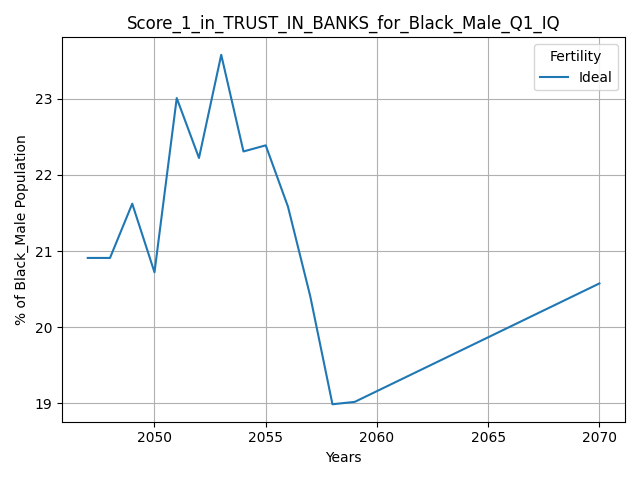 Score_1_in_TRUST_IN_BANKS_for_Black_Male_Q1_IQ
Fertility
Ideal
% of Black_Male Population
23
22
21
20
19
2050 2055 2060 2065 2070
Years